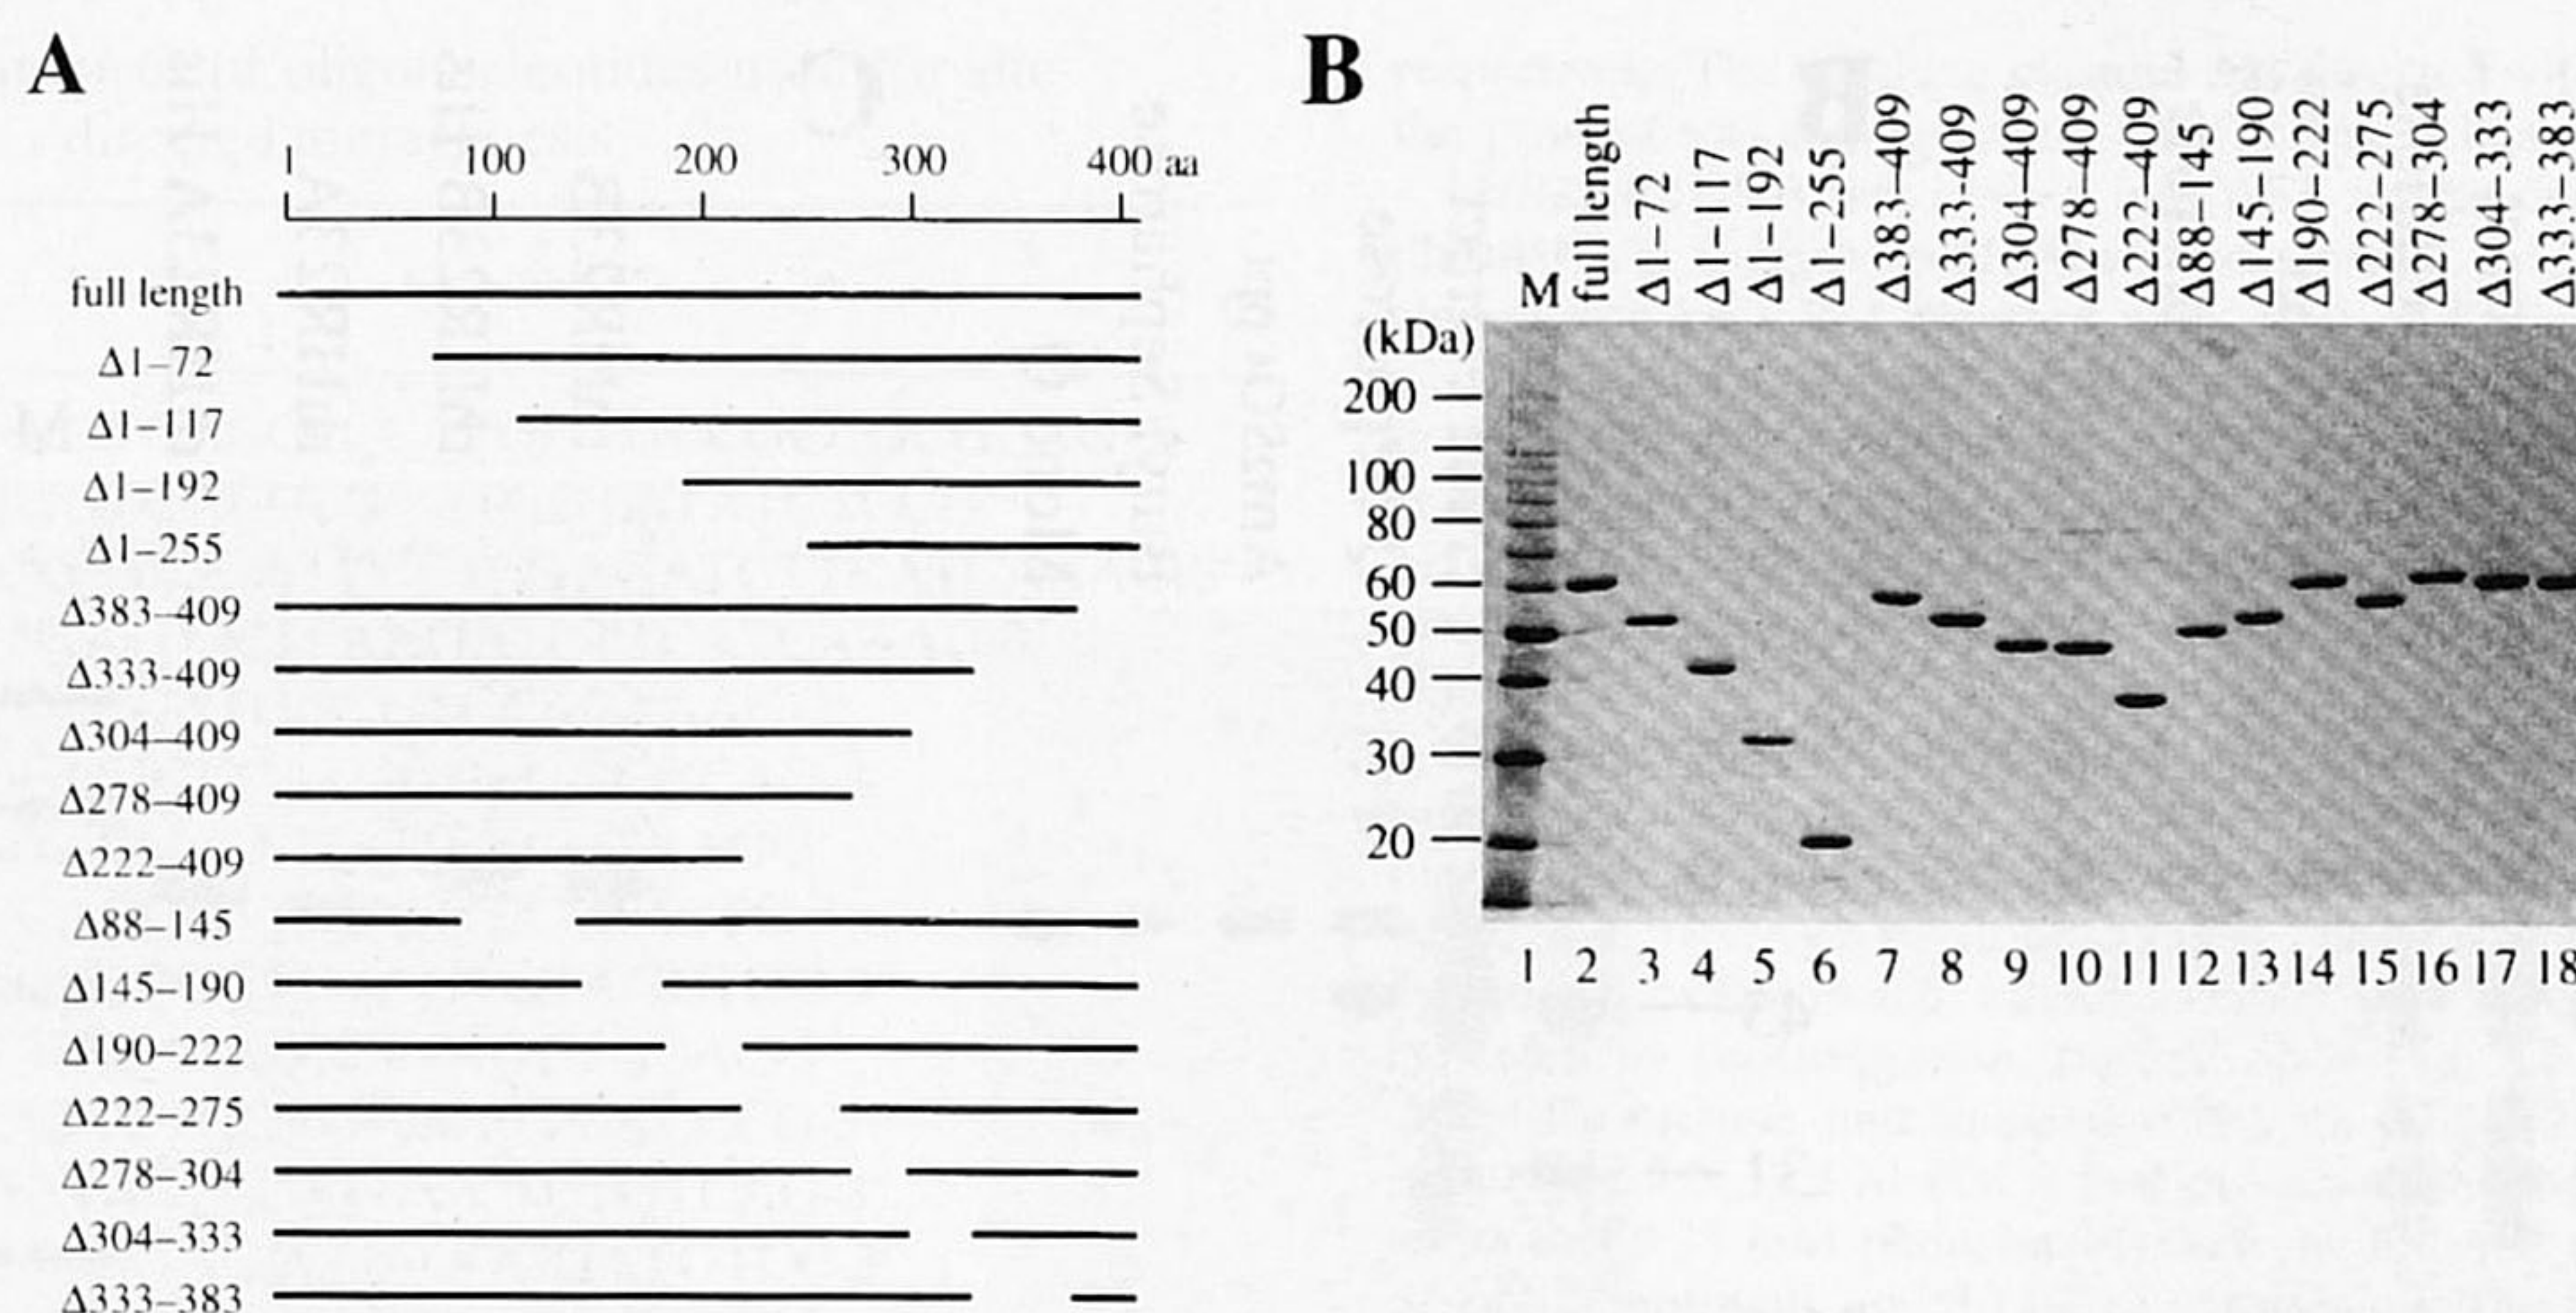 A
1 100 200 300 400 aa
full length
Δ1–72
Δ1–117
Δ1–192
Δ1–255
Δ383–409
Δ333-409
Δ304–409
Δ278–409
Δ222–409
Δ88–145
Δ145–190
Δ190–222
Δ222–275
Δ278–304
Δ304–333
Δ333–383
B
M
full length
Δ1–72
Δ1–117
Δ1–192
Δ1–255
Δ383–409
Δ333-409
Δ304–409
Δ278–409
Δ222–409
Δ88–145
Δ145–190
Δ190–222
Δ222–275
Δ278–304
Δ304–333
Δ333–383
(kDa)
200
100
80
60
50
40
30
20
1 2 3 4 5 6 7 8 9 10 11 12 13 14 15 16 17 18